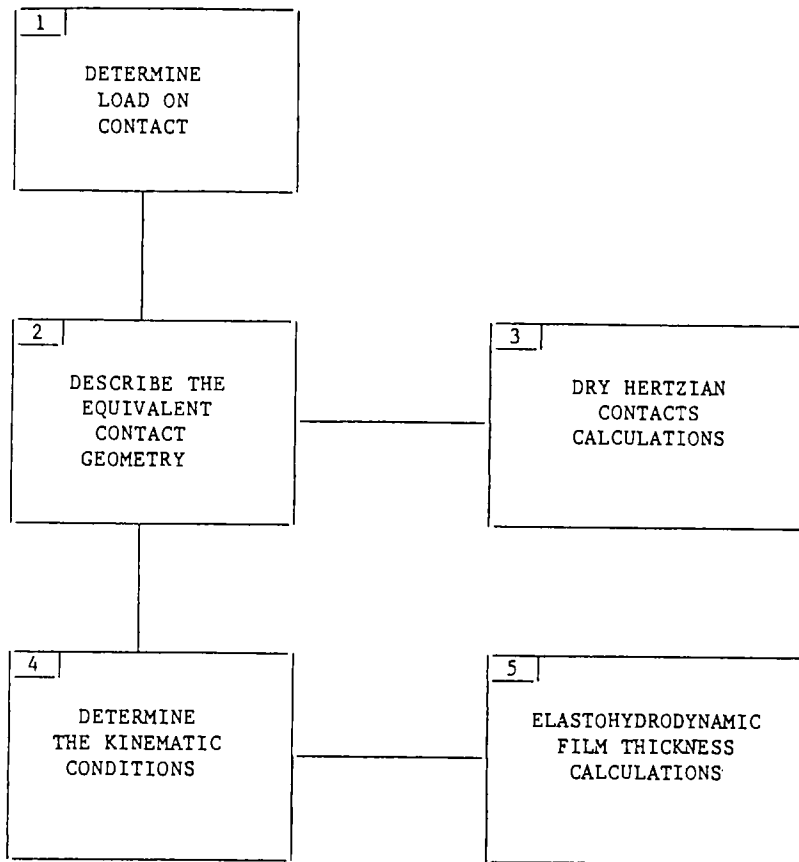 1
DETERMINE
LOAD ON
CONTACT
2
DESCRIBE THE
EQUIVALENT
CONTACT
GEOMETRY
3
DRY HERTZIAN
CONTACTS
CALCULATIONS
4
DETERMINE
THE KINEMATIC
CONDITIONS
5
ELASTOHYDRODYNAMIC
FILM THICKNESS
CALCULATIONS